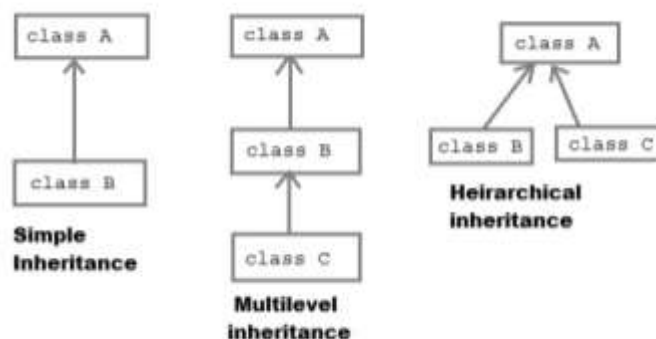 class A
class B
Simple
Inheritance
class A
class B
class C
Multilevel
inheritance
class A
class B
class C
Heirarchical
inheritance